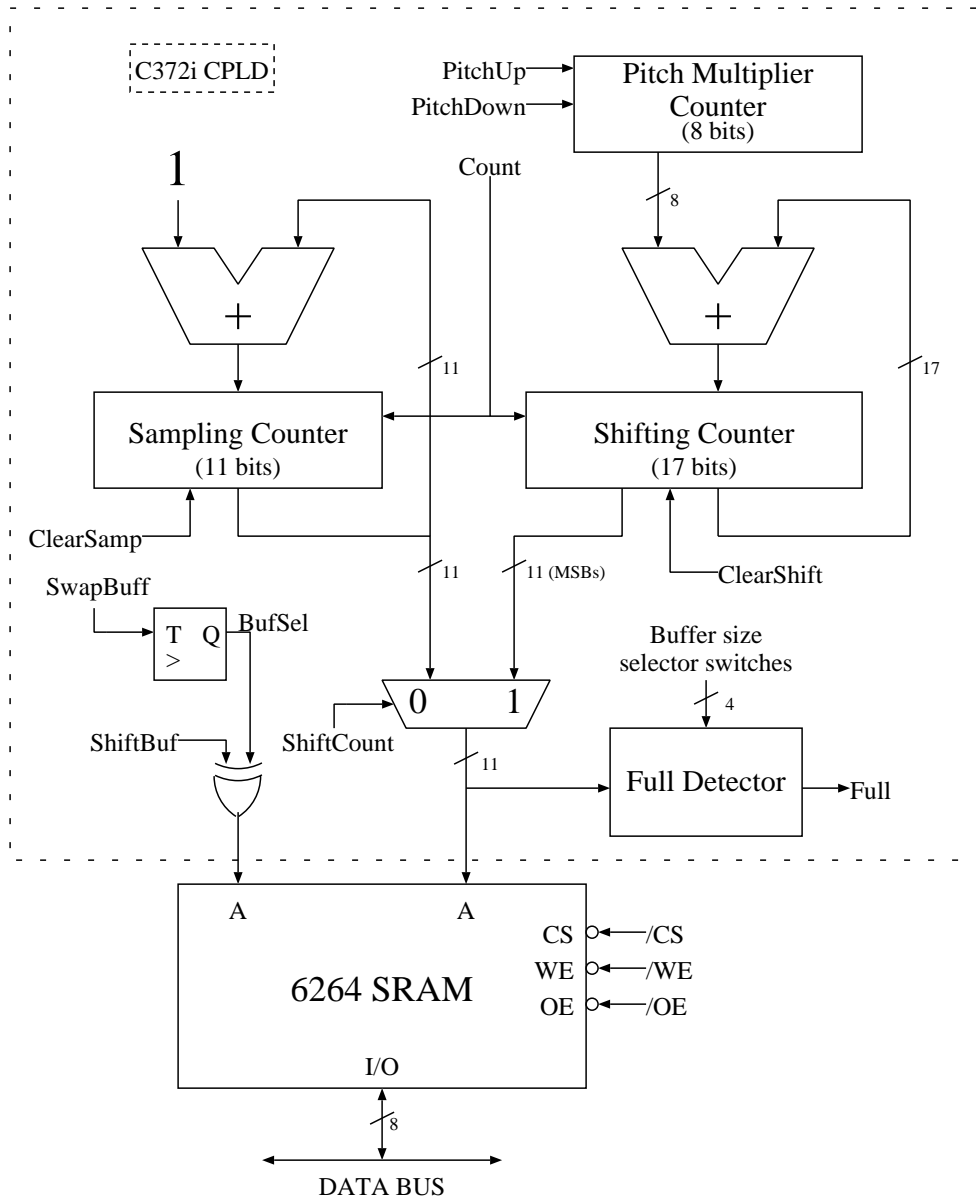 C372i CPLD
PitchUp
PitchDown
Pitch Multiplier
Counter
(8 bits)
Count
1
8
+
+
11
17
Sampling Counter
(11 bits)
Shifting Counter
(17 bits)
ClearSamp
11
11 (MSBs)
ClearShift
SwapBuff
T Q
>
BufSel
Buffer size
selector switches
4
0 1
ShiftCount
ShiftBuf
11
Full Detector
Full
A
A
CS
/CS
WE
/WE
OE
/OE
6264 SRAM
I/O
8
DATA BUS